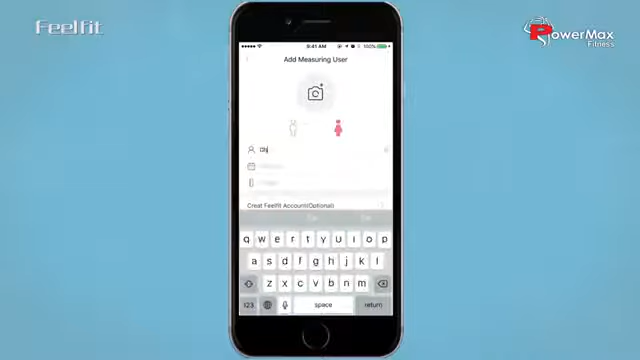 Feelfit
PowerMax
Fitness
9:41 AM
100%
Add Measuring User
Creat FeelFit Account(Optional)
q w e r t y u i o p
a s d f g h j k l
z x c v b n m
123
space
return